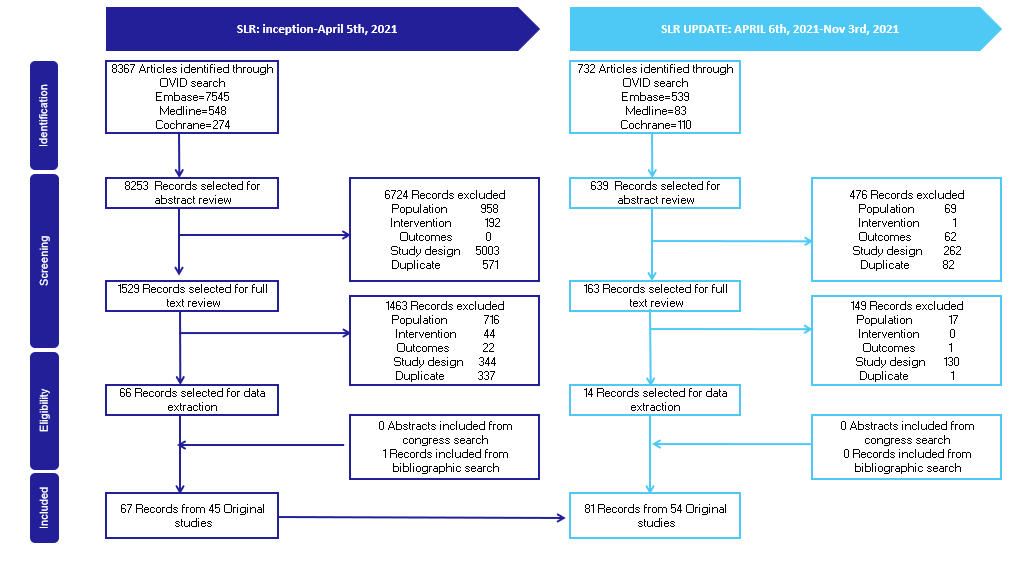 SLR: inception-April 5th, 2021
SLR UPDATE: APRIL 6th, 2021-Nov 3rd, 2021
Identification
8367 Articles identified through
OVID search
Embase=7545
Medline=548
Cochrane=274
732 Articles identified through
OVID search
Embase=539
Medline=83
Cochrane=110
Screening
8253 Records selected for
abstract review
6724 Records excluded
Population 958
Intervention 192
Outcomes 0
Study design 5003
Duplicate 571
639 Records selected for
abstract review
476 Records excluded
Population 69
Intervention 1
Outcomes 62
Study design 262
Duplicate 82
1529 Records selected for full
text review
1463 Records excluded
Population 716
Intervention 44
Outcomes 22
Study design 344
Duplicate 337
163 Records selected for full
text review
149 Records excluded
Population 17
Intervention 0
Outcomes 1
Study design 130
Duplicate 1
Eligibility
66 Records selected for data
extraction
0 Abstracts included from
congress search
1 Records included from
bibliographic search
14 Records selected for data
extraction
0 Abstracts included from
congress search
0 Records included from
bibliographic search
Included
67 Records from 45 Original
studies
81 Records from 54 Original
studies